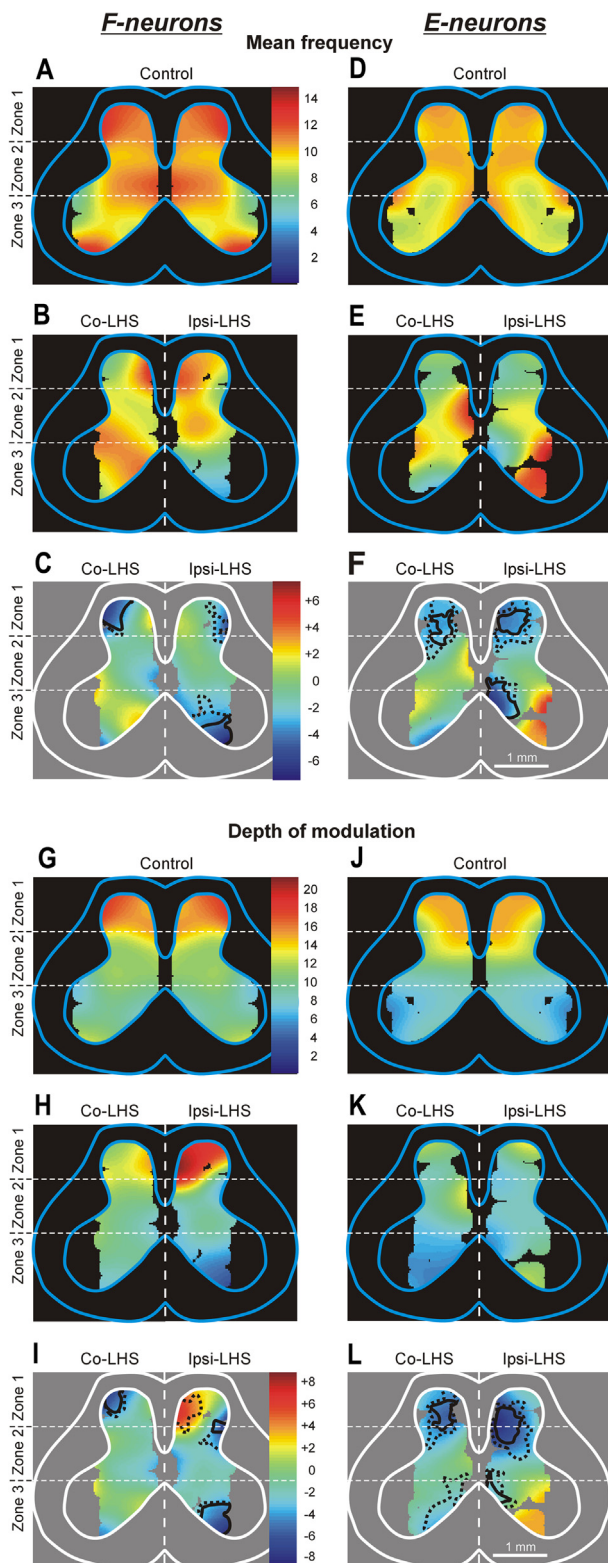 F-neurons E-neurons
Mean frequency
A Control D Control
Zone 1 Zone 2 Zone 3
14
12
10
8
6
4
2
B Co-LHS Ipsi-LHS E Co-LHS Ipsi-LHS
Zone 1 Zone 2 Zone 3
C Co-LHS Ipsi-LHS F Co-LHS Ipsi-LHS
Zone 1 Zone 2 Zone 3
+6
+4
+2
0
-2
-4
-6
1 mm
Depth of modulation
G Control J Control
Zone 1 Zone 2 Zone 3
20
18
16
14
12
10
8
6
4
2
H Co-LHS Ipsi-LHS K Co-LHS Ipsi-LHS
Zone 1 Zone 2 Zone 3
I Co-LHS Ipsi-LHS L Co-LHS Ipsi-LHS
Zone 1 Zone 2 Zone 3
+8
+6
+4
+2
0
-2
-4
-6
-8
1 mm